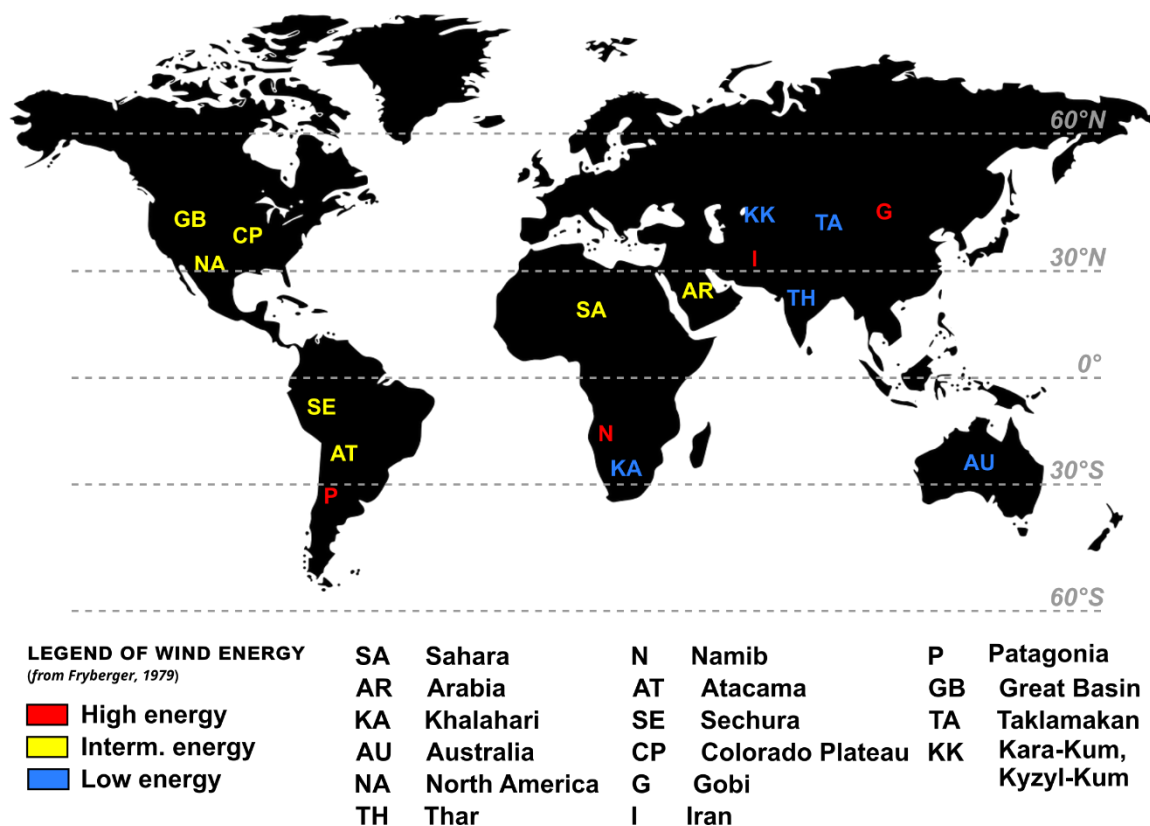 60°N
GB
CP
NA
KK
TA
G
I
30°N
SA
AR
TH
0°
SE
AT
N
KA
AU
P
30°S
60°S
LEGEND OF WIND ENERGY
(from Fryberger, 1979)
High energy
Interm. energy
Low energy
SA Sahara
AR Arabia
KA Khalahari
AU Australia
NA North America
TH Thar
N Namib
AT Atacama
SE Sechura
CP Colorado Plateau
G Gobi
I Iran
P Patagonia
GB Great Basin
TA Taklamakan
KK Kara-Kum,
Kyzyl-Kum